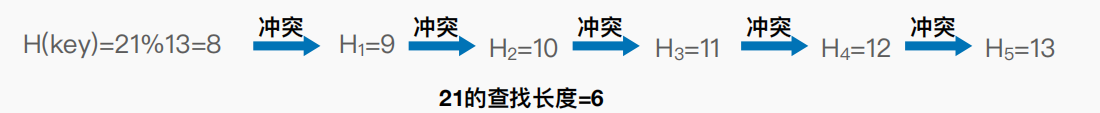 H(key)=21%13=8 冲突 H₁=9 冲突 H₂=10 冲突 H₃=11 冲突 H₄=12 冲突 H₅=13
21的查找长度=6